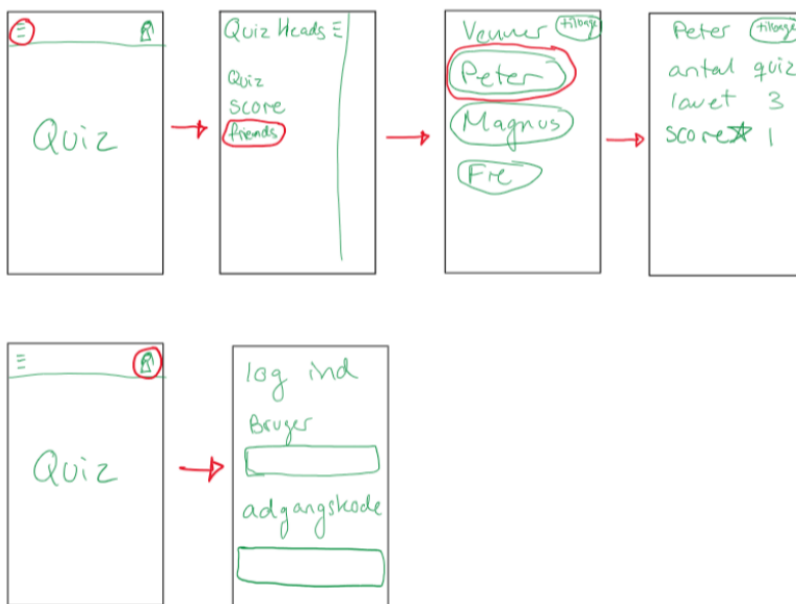 Quiz
Quiz Heads
Quiz
score
friends
Venner tilbage
Peter
Magnus
Fre
Peter tilbage
antal quiz
lavet 3
score 1
Quiz
log ind
Bruger
adgangskode